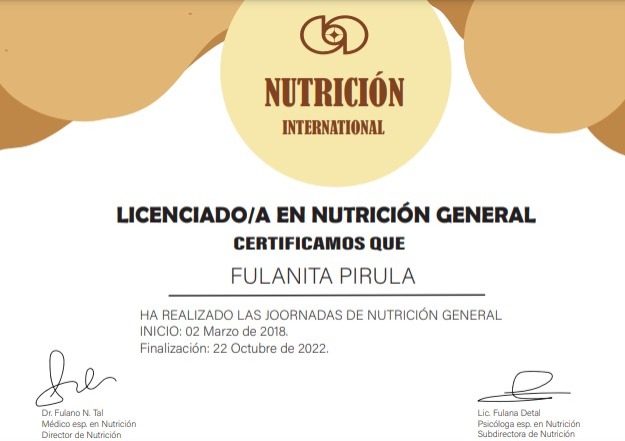 NUTRICIÓN
INTERNATIONAL
LICENCIADO/A EN NUTRICIÓN GENERAL
CERTIFICAMOS QUE
FULANITA PIRULA
HA REALIZADO LAS JOORNADAS DE NUTRICIÓN GENERAL
INICIO: 02 Marzo de 2018.
Finalización: 22 Octubre de 2022.
Dr. Fulano N. Tal
Médico esp. en Nutrición
Director de Nutrición
Lic. Fulana Detal
Psicóloga esp. en Nutrición
Subdirectora de Nutrición